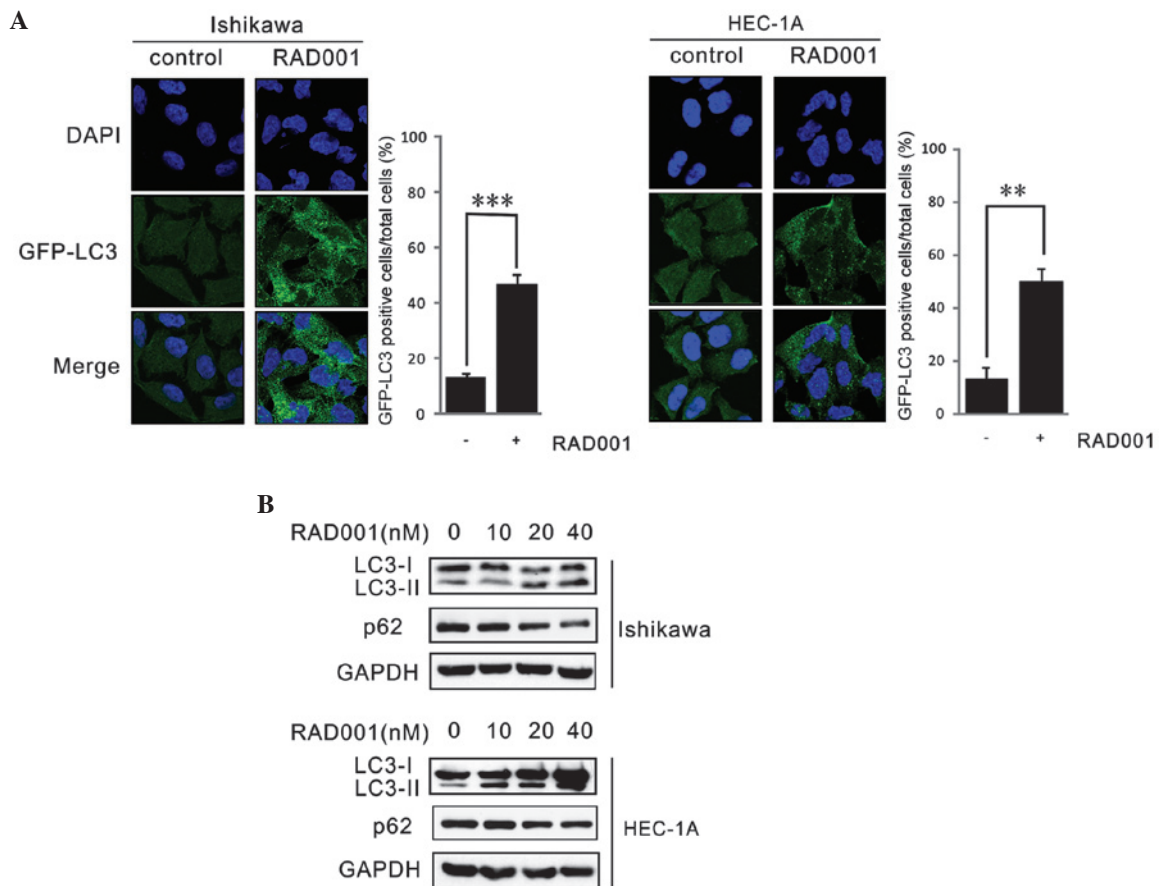 A
Ishikawa
control RAD001
DAPI
GFP-LC3
Merge
GFP-LC3 positive cells/total cells (%)
100
80
60
40
20
0
***
- + RAD001
HEC-1A
control RAD001
GFP-LC3 positive cells/total cells (%)
100
80
60
40
20
0
**
- + RAD001
B
RAD001(nM) 0 10 20 40
LC3-I
LC3-II
p62
GAPDH
Ishikawa
RAD001(nM) 0 10 20 40
LC3-I
LC3-II
p62
GAPDH
HEC-1A